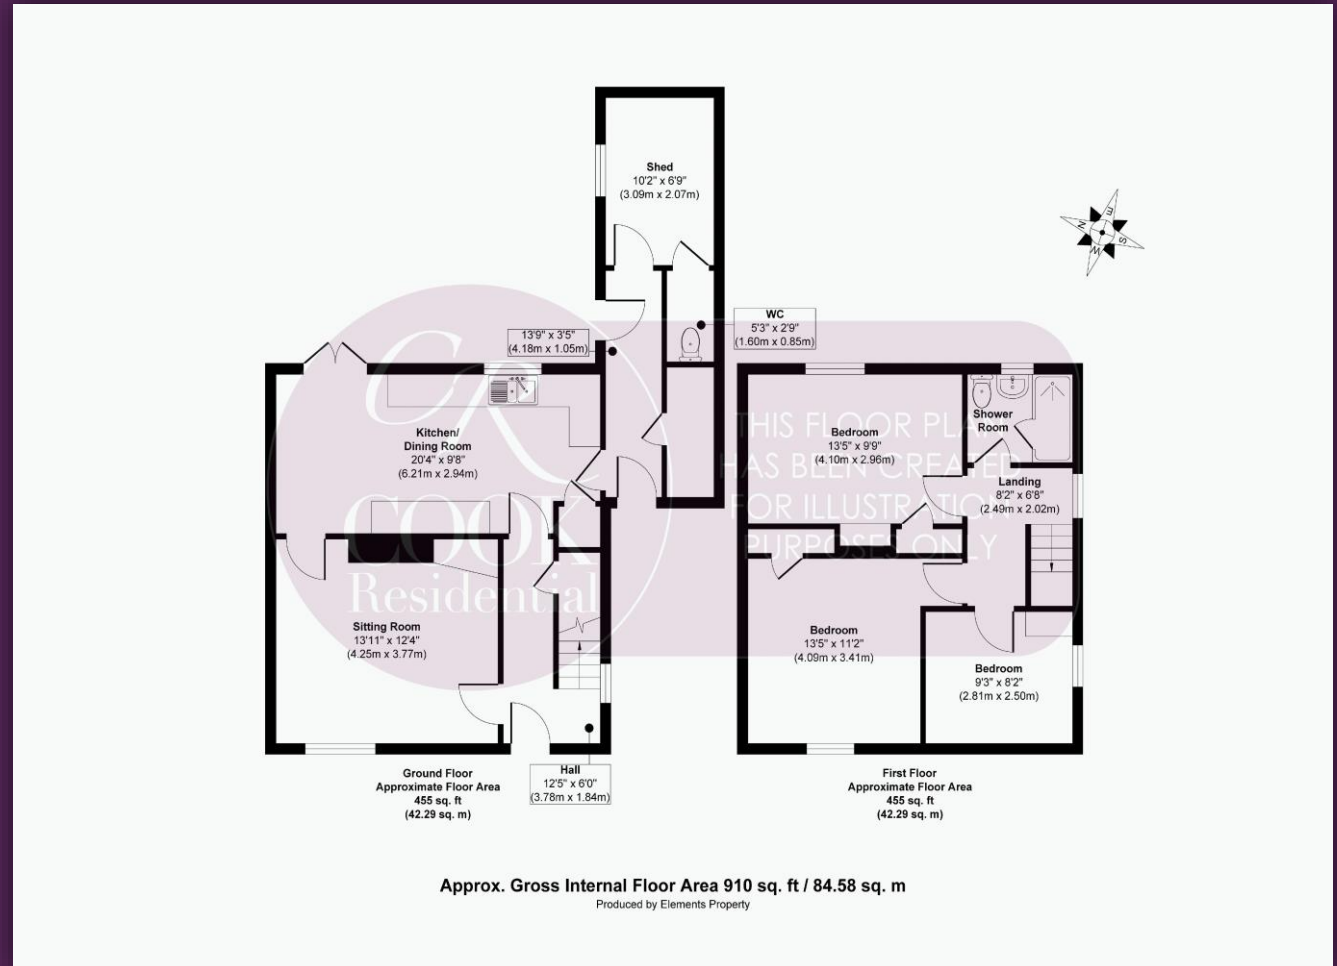 Shed
10'2" x 6'9"
(3.09m x 2.07m)
E
N
S
W
13'9" x 3'5"
(4.18m x 1.05m)
WC
5'3" x 2'9"
(1.60m x 0.85m)
Kitchen/
Dining Room
20'4" x 9'8"
(6.21m x 2.94m)
Bedroom
13'5" x 9'9"
(4.10m x 2.96m)
Shower
Room
Landing
8'2" x 6'8"
(2.49m x 2.02m)
CR
COOK
Residential
THIS FLOOR PLAN
HAS BEEN CREATED
FOR ILLUSTRATION
PURPOSES ONLY
Sitting Room
13'11" x 12'4"
(4.25m x 3.77m)
Bedroom
13'5" x 11'2"
(4.09m x 3.41m)
Bedroom
9'3" x 8'2"
(2.81m x 2.50m)
Hall
12'5" x 6'0"
(3.78m x 1.84m)
Ground Floor
Approximate Floor Area
455 sq. ft
(42.29 sq. m)
First Floor
Approximate Floor Area
455 sq. ft
(42.29 sq. m)
Approx. Gross Internal Floor Area 910 sq. ft / 84.58 sq. m
Produced by Elements Property